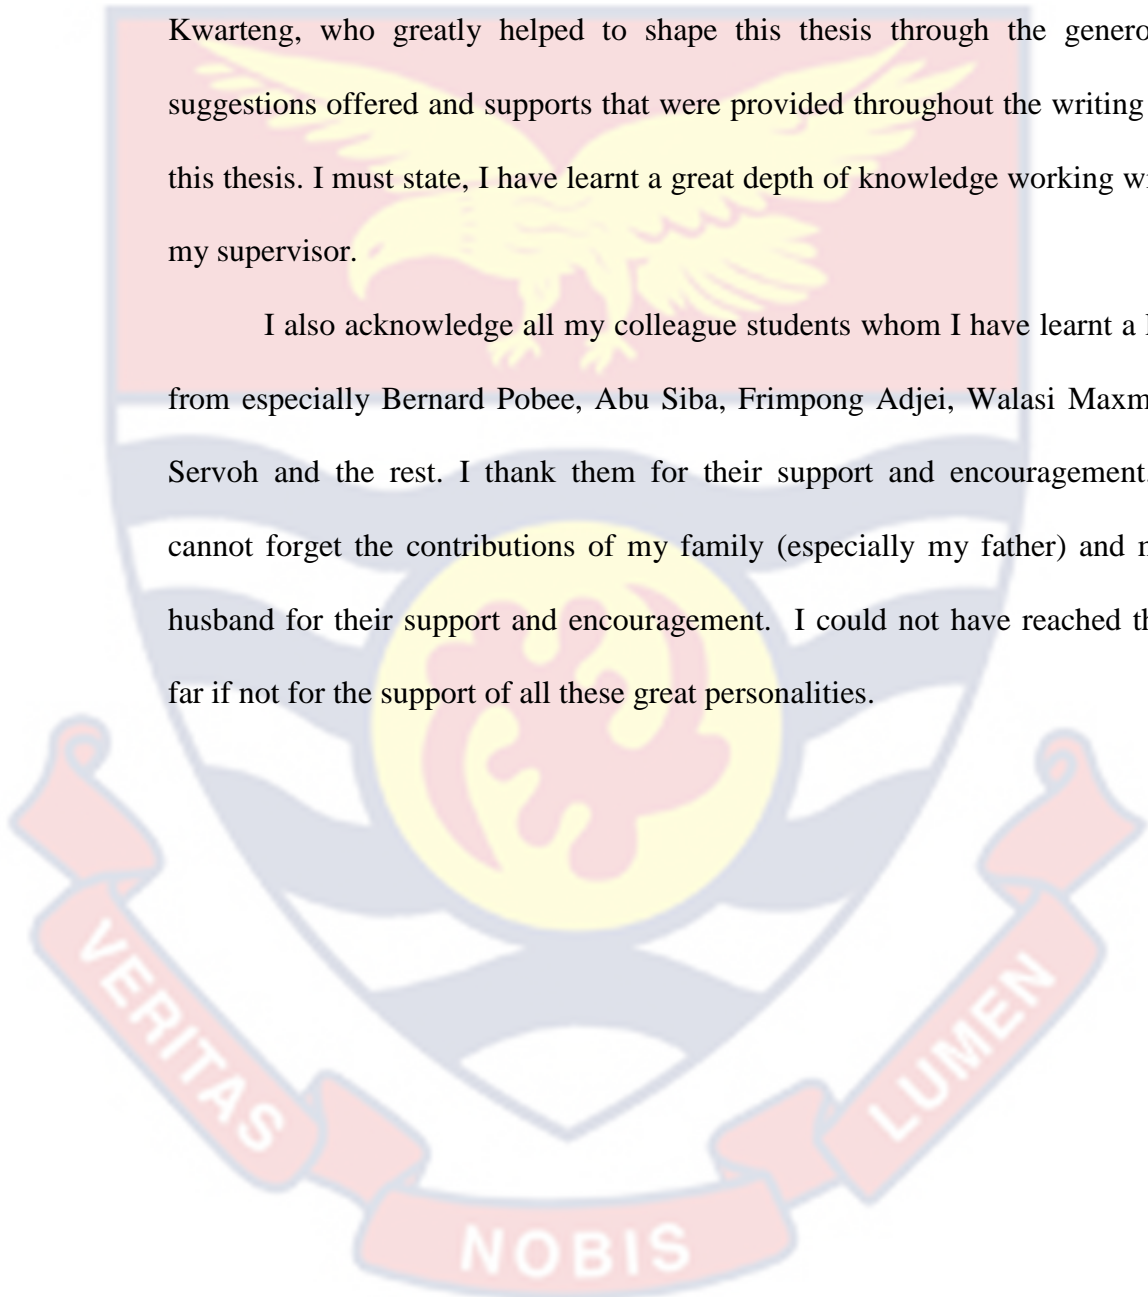 Kwarteng, who greatly helped to shape this thesis through the genero
suggestions offered and supports that were provided throughout the writing
this thesis. I must state, I have learnt a great depth of knowledge working w
my supervisor.
I also acknowledge all my colleague students whom I have learnt a
from especially Bernard Pobee, Abu Siba, Frimpong Adjei, Walasi Maxm
Servoh and the rest. I thank them for their support and encouragement.
cannot forget the contributions of my family (especially my father) and
husband for their support and encouragement. I could not have reached th
far if not for the support of all these great personalities.
VERITAS
NOBIS
LUMEN